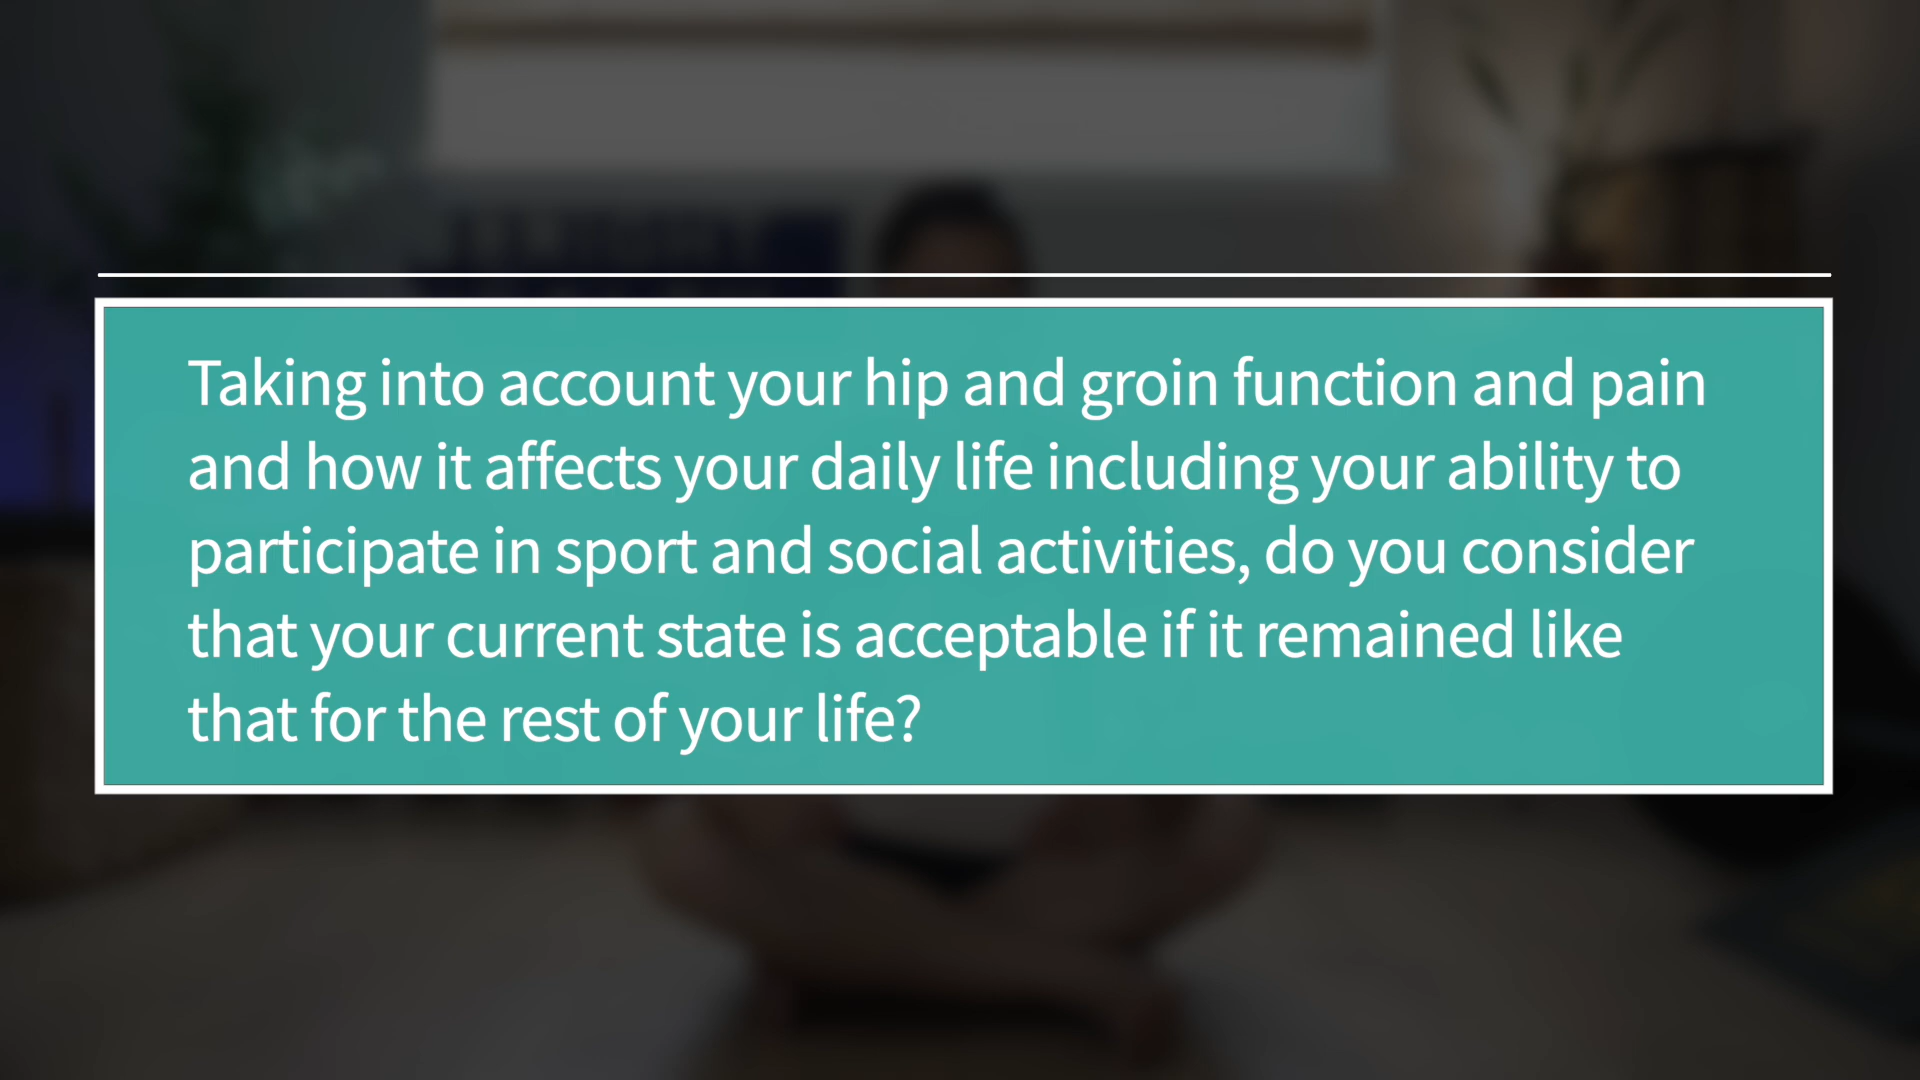 Taking into account your hip and groin function and pain
and how it affects your daily life including your ability to
participate in sport and social activities, do you consider
that your current state is acceptable if it remained like
that for the rest of your life?